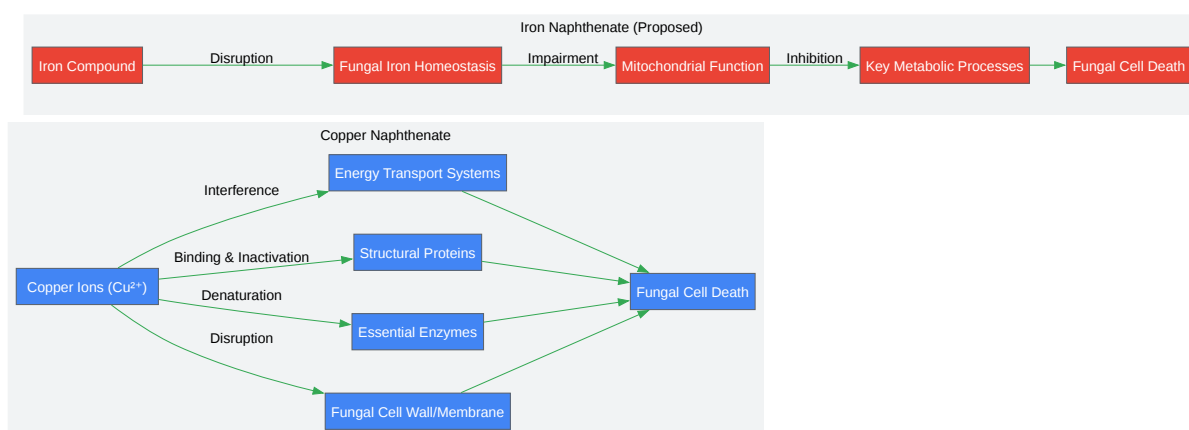 Iron Naphthenate (Proposed)
Iron Compound
Disruption
Fungal Iron Homeostasis
Impairment
Mitochondrial Function
Inhibition
Key Metabolic Processes
Fungal Cell Death
Copper Naphthenate
Energy Transport Systems
Interference
Binding & Inactivation
Structural Proteins
Copper Ions (Cu²⁺)
Fungal Cell Death
Denaturation
Essential Enzymes
Disruption
Fungal Cell Wall/Membrane